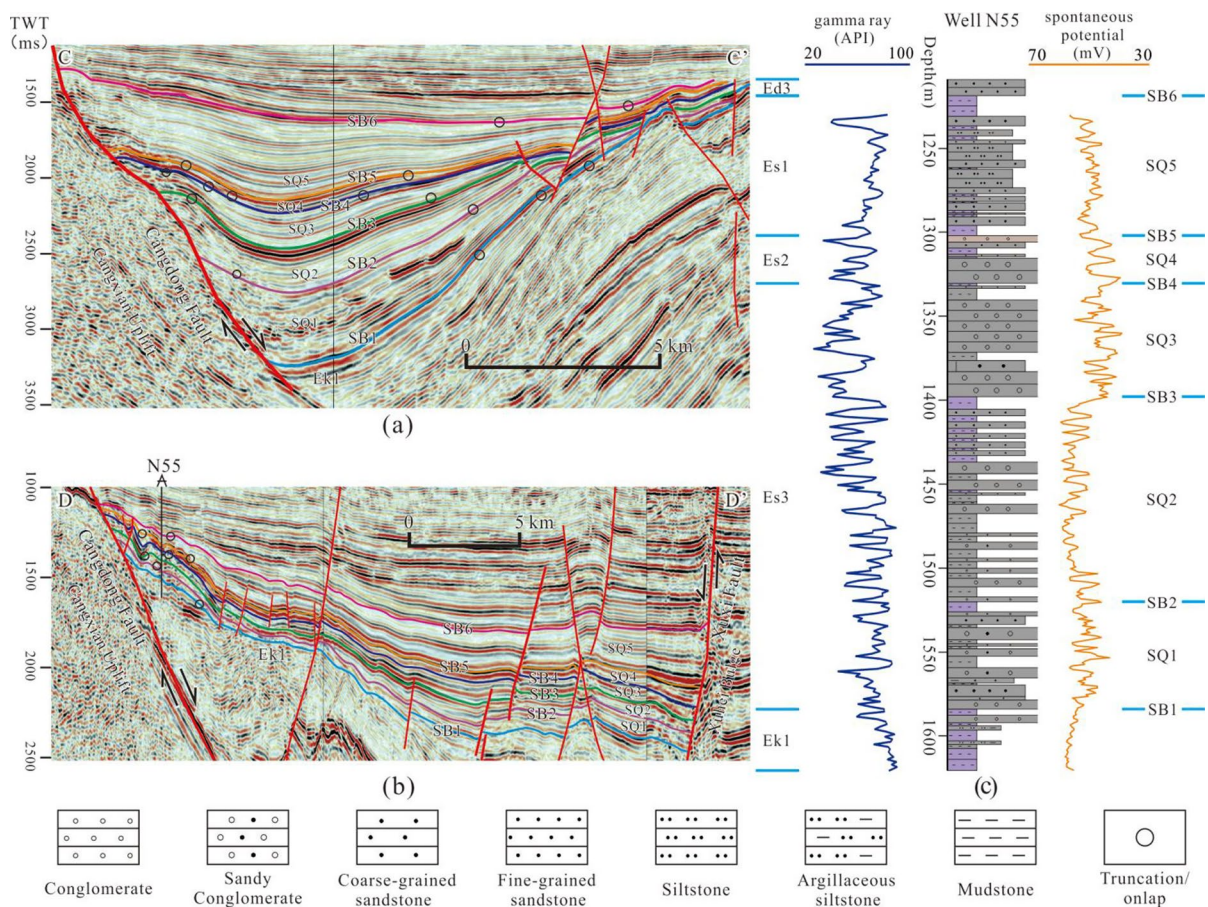 TWT
(ms)
C
C'
1500
2000
2500
3000
3500
SB6
SQ5
SB5
SQ4
SB4
SQ3
SB3
SQ2
SB2
SQ1
SB1
Ek1
Cangxian Uplift
Cangdong Fault
0
5 km
(a)
N55
D
D'
1000
1500
2000
2500
0
5 km
Cangdong Fault
Cangxian Uplift
Ek1
SB6
SQ5
SB5
SQ4
SB4
SQ3
SB3
SQ2
SB2
SQ1
SB1
Fault
(b)
gamma ray
(API)
20
100
Depth(m)
Well N55
spontaneous
potential
(mV)
70
30
Ed3
Es1
Es2
Es3
Ek1
1250
1300
1350
1400
1450
1500
1550
1600
SB6
SQ5
SB5
SQ4
SB4
SQ3
SB3
SQ2
SB2
SQ1
SB1
(c)
Conglomerate
Sandy
Conglomerate
Coarse-grained
sandstone
Fine-grained
sandstone
Siltstone
Argillaceous
siltstone
Mudstone
Truncation/
onlap